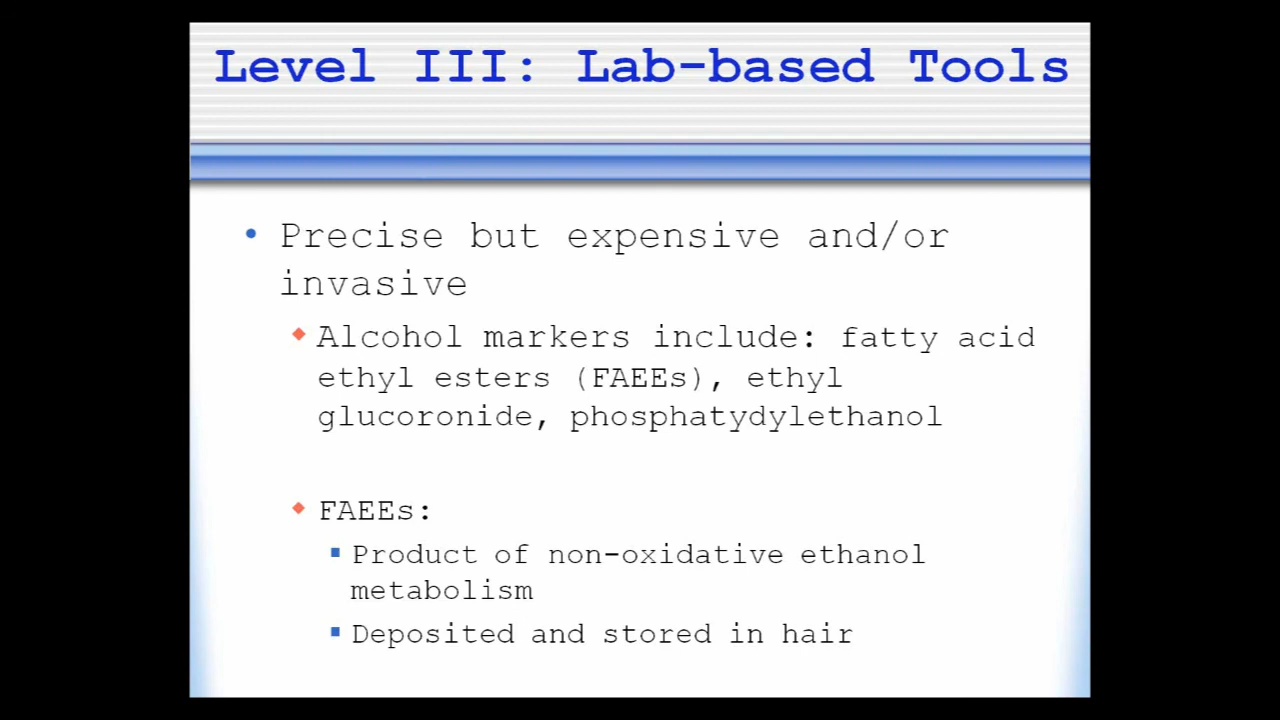 Level III: Lab-based Tools
• Precise but expensive and/or
invasive
◆ Alcohol markers include: fatty acid
ethyl esters (FAEEs), ethyl
glucoronide, phosphatydylethanol
◆ FAEEs:
▪ Product of non-oxidative ethanol
metabolism
▪ Deposited and stored in hair